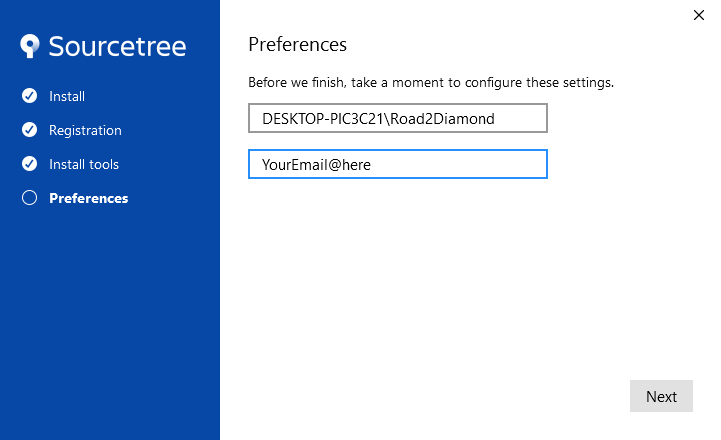 Sourcetree
Install
Registration
Install tools
Preferences
Preferences
Before we finish, take a moment to configure these settings.
DESKTOP-PIC3C21\Road2Diamond
YourEmail@here
Next